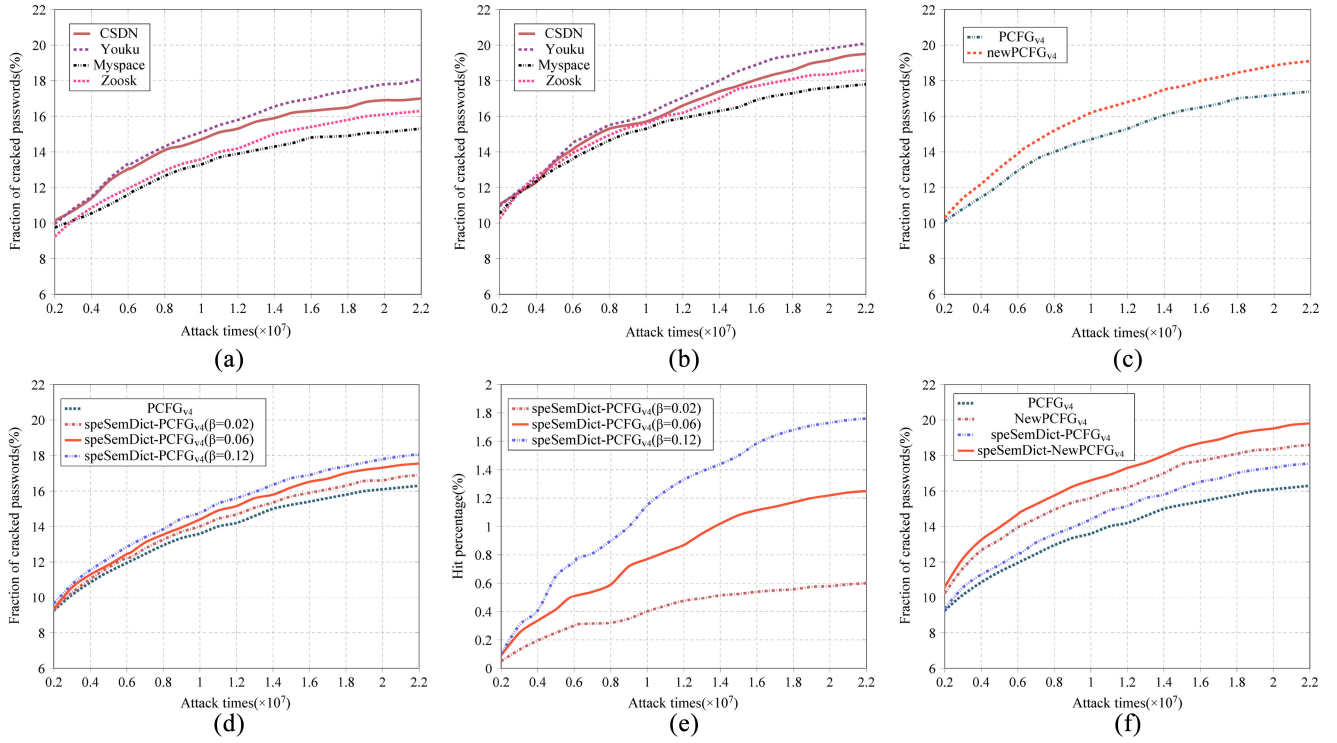 Fraction of cracked passwords(%)
22
20
18
16
14
12
10
8
6
CSDN
Youku
Myspace
Zoosk
0.2 0.4 0.6 0.8 1 1.2 1.4 1.6 1.8 2 2.2
Attack times(×10⁷)
(a)
Fraction of cracked passwords(%)
22
20
18
16
14
12
10
8
6
CSDN
Youku
Myspace
Zoosk
0.2 0.4 0.6 0.8 1 1.2 1.4 1.6 1.8 2 2.2
Attack times(×10⁷)
(b)
Fraction of cracked passwords(%)
22
20
18
16
14
12
10
8
6
PCFGv4
newPCFGv4
0.2 0.4 0.6 0.8 1 1.2 1.4 1.6 1.8 2 2.2
Attack times(×10⁷)
(c)
Fraction of cracked passwords(%)
22
20
18
16
14
12
10
8
6
PCFGv4
speSemDict-PCFGv4(β=0.02)
speSemDict-PCFGv4(β=0.06)
speSemDict-PCFGv4(β=0.12)
0.2 0.4 0.6 0.8 1 1.2 1.4 1.6 1.8 2 2.2
Attack times(×10⁷)
(d)
Hit percentage(%)
2
1.8
1.6
1.4
1.2
1
0.8
0.6
0.4
0.2
0
speSemDict-PCFGv4(β=0.02)
speSemDict-PCFGv4(β=0.06)
speSemDict-PCFGv4(β=0.12)
0.2 0.4 0.6 0.8 1 1.2 1.4 1.6 1.8 2 2.2
Attack times(×10⁷)
(e)
Fraction of cracked passwords(%)
22
20
18
16
14
12
10
8
6
PCFGv4
NewPCFGv4
speSemDict-PCFGv4
speSemDict-NewPCFGv4
0.2 0.4 0.6 0.8 1 1.2 1.4 1.6 1.8 2 2.2
Attack times(×10⁷)
(f)